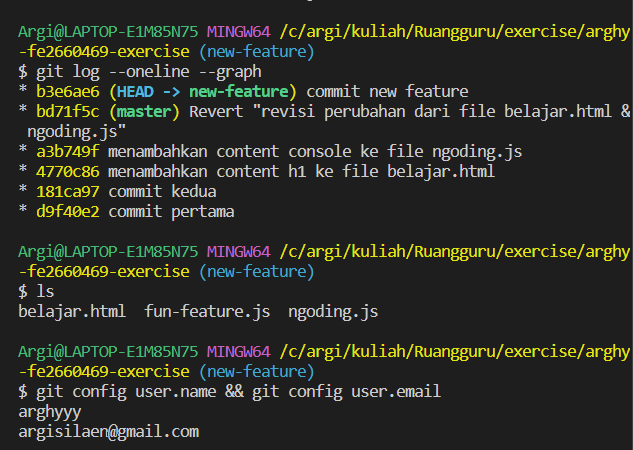 Argi@LAPTOP-E1M85N75 MINGW64 /c/argi/kuliah/Ruangguru/exercise/arghy
-fe2660469-exercise (new-feature)
$ git log --oneline --graph
* b3e6ae6 (HEAD -> new-feature) commit new feature
* bd71f5c (master) Revert "revisi perubahan dari file belajar.html &
ngoding.js"
* a3b749f menambahkan content console ke file ngoding.js
* 4770c86 menambahkan content h1 ke file belajar.html
* 181ca97 commit kedua
* d9f40e2 commit pertama
Argi@LAPTOP-E1M85N75 MINGW64 /c/argi/kuliah/Ruangguru/exercise/arghy
-fe2660469-exercise (new-feature)
$ ls
belajar.html  fun-feature.js  ngoding.js
Argi@LAPTOP-E1M85N75 MINGW64 /c/argi/kuliah/Ruangguru/exercise/arghy
-fe2660469-exercise (new-feature)
$ git config user.name && git config user.email
arghyyy
argisilaen@gmail.com